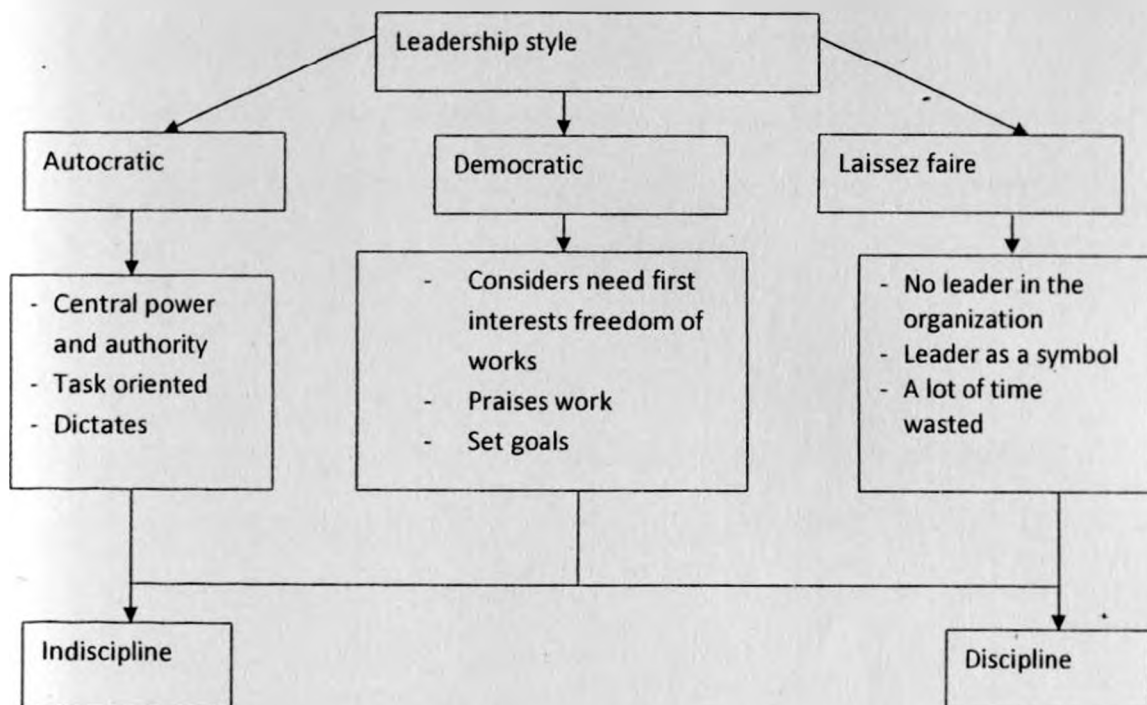 Leadership style
Autocratic
Democratic
Laissez faire
- Central power
and authority
- Task oriented
- Dictates
- Considers need first
interests freedom of
works
- Praises work
- Set goals
- No leader in the
organization
- Leader as a symbol
- A lot of time
wasted
Indiscipline
Discipline